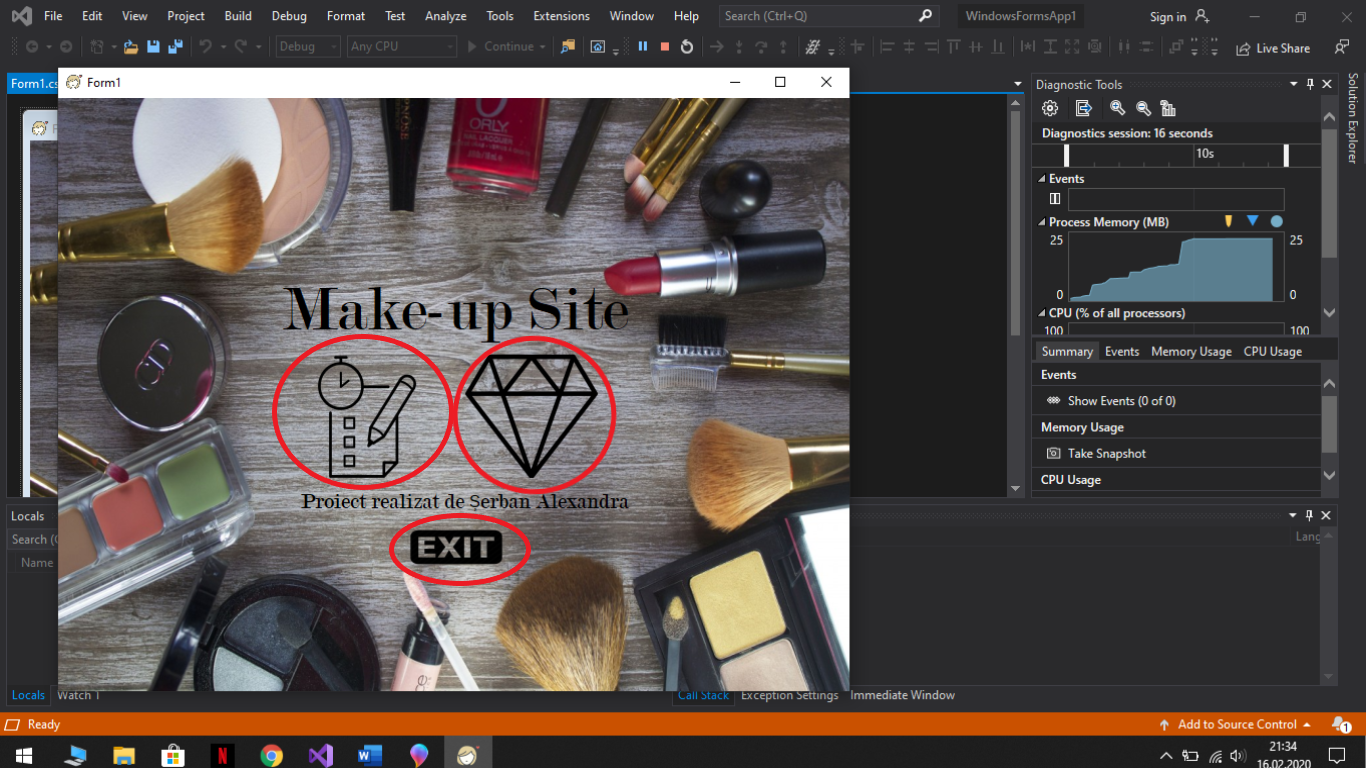 File Edit View Project Build Debug Format Test Analyze Tools Extensions Window Help Search (Ctrl+Q) WindowsFormsApp1 Sign in
Debug Any CPU Continue Live Share
Form1.cs
Form1
Diagnostic Tools
Solution Explorer
Diagnostics session: 16 seconds
10s
Events
Process Memory (MB)
25 25
0 0
CPU (% of all processors)
100 100
Summary Events Memory Usage CPU Usage
Events
Show Events (0 of 0)
Memory Usage
Take Snapshot
CPU Usage
ORLY
Make-up Site
Proiect realizat de Șerban Alexandra
EXIT
Locals
Search (
Name
Lang
Locals Watch 1 Call Stack Exception Settings Immediate Window
Ready Add to Source Control 1
21:34
16.02.2020